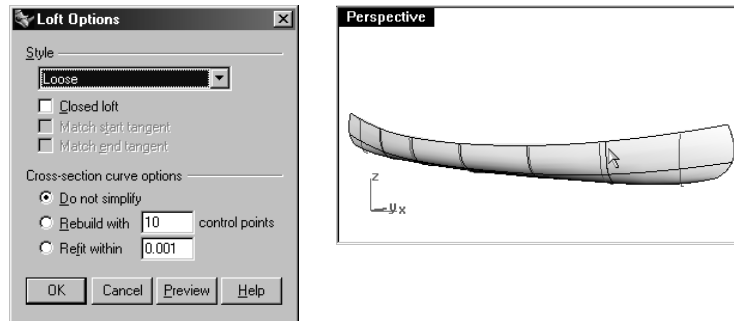 Loft Options
Style
Loose
Closed loft
Match start tangent
Match end tangent
Cross-section curve options
Do not simplify
Rebuild with 10 control points
Refit within 0.001
OK Cancel Preview Help
Perspective
z
y x